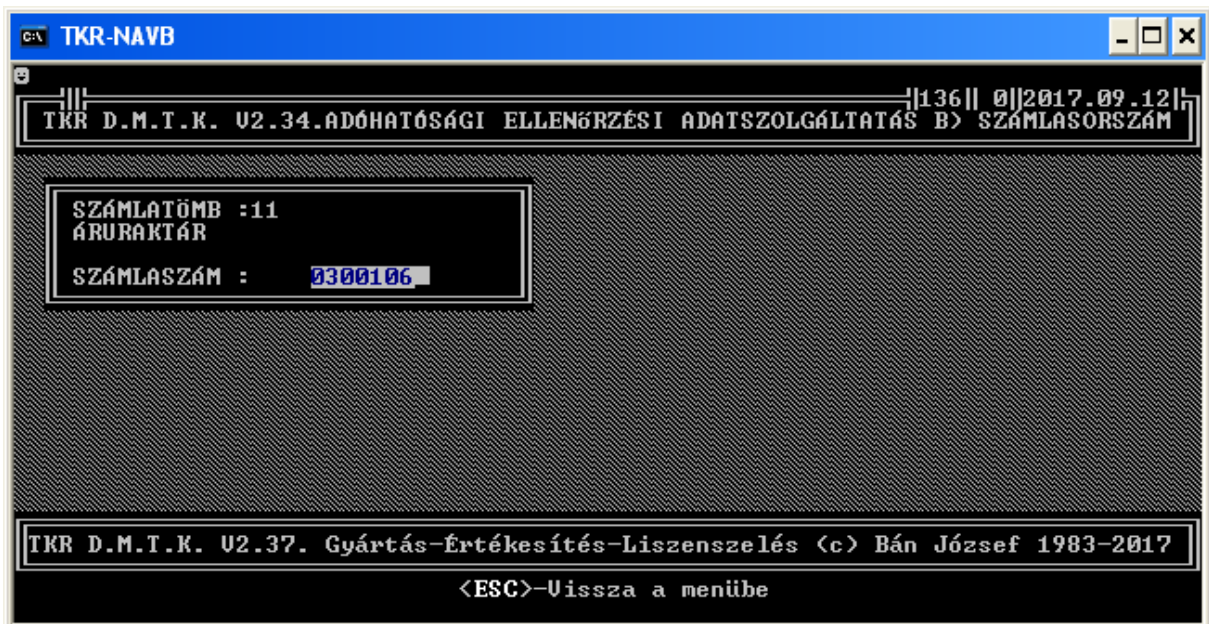 TKR-NAVB
136 0 2017.09.12
TKR D.M.T.K. V2.34.ADÓHATÓSÁGI ELLENőRZÉSI ADATSZOLGÁLTATÁS B) SZÁMLASORSZÁM
SZÁMLATÖMB :11
ÁRURAKTÁR
SZÁMLASZÁM : 0300106
TKR D.M.T.K. V2.37. Gyártás-Értékesítés-Liszenszelés (c) Bán József 1983-2017
<ESC>-Vissza a menübe